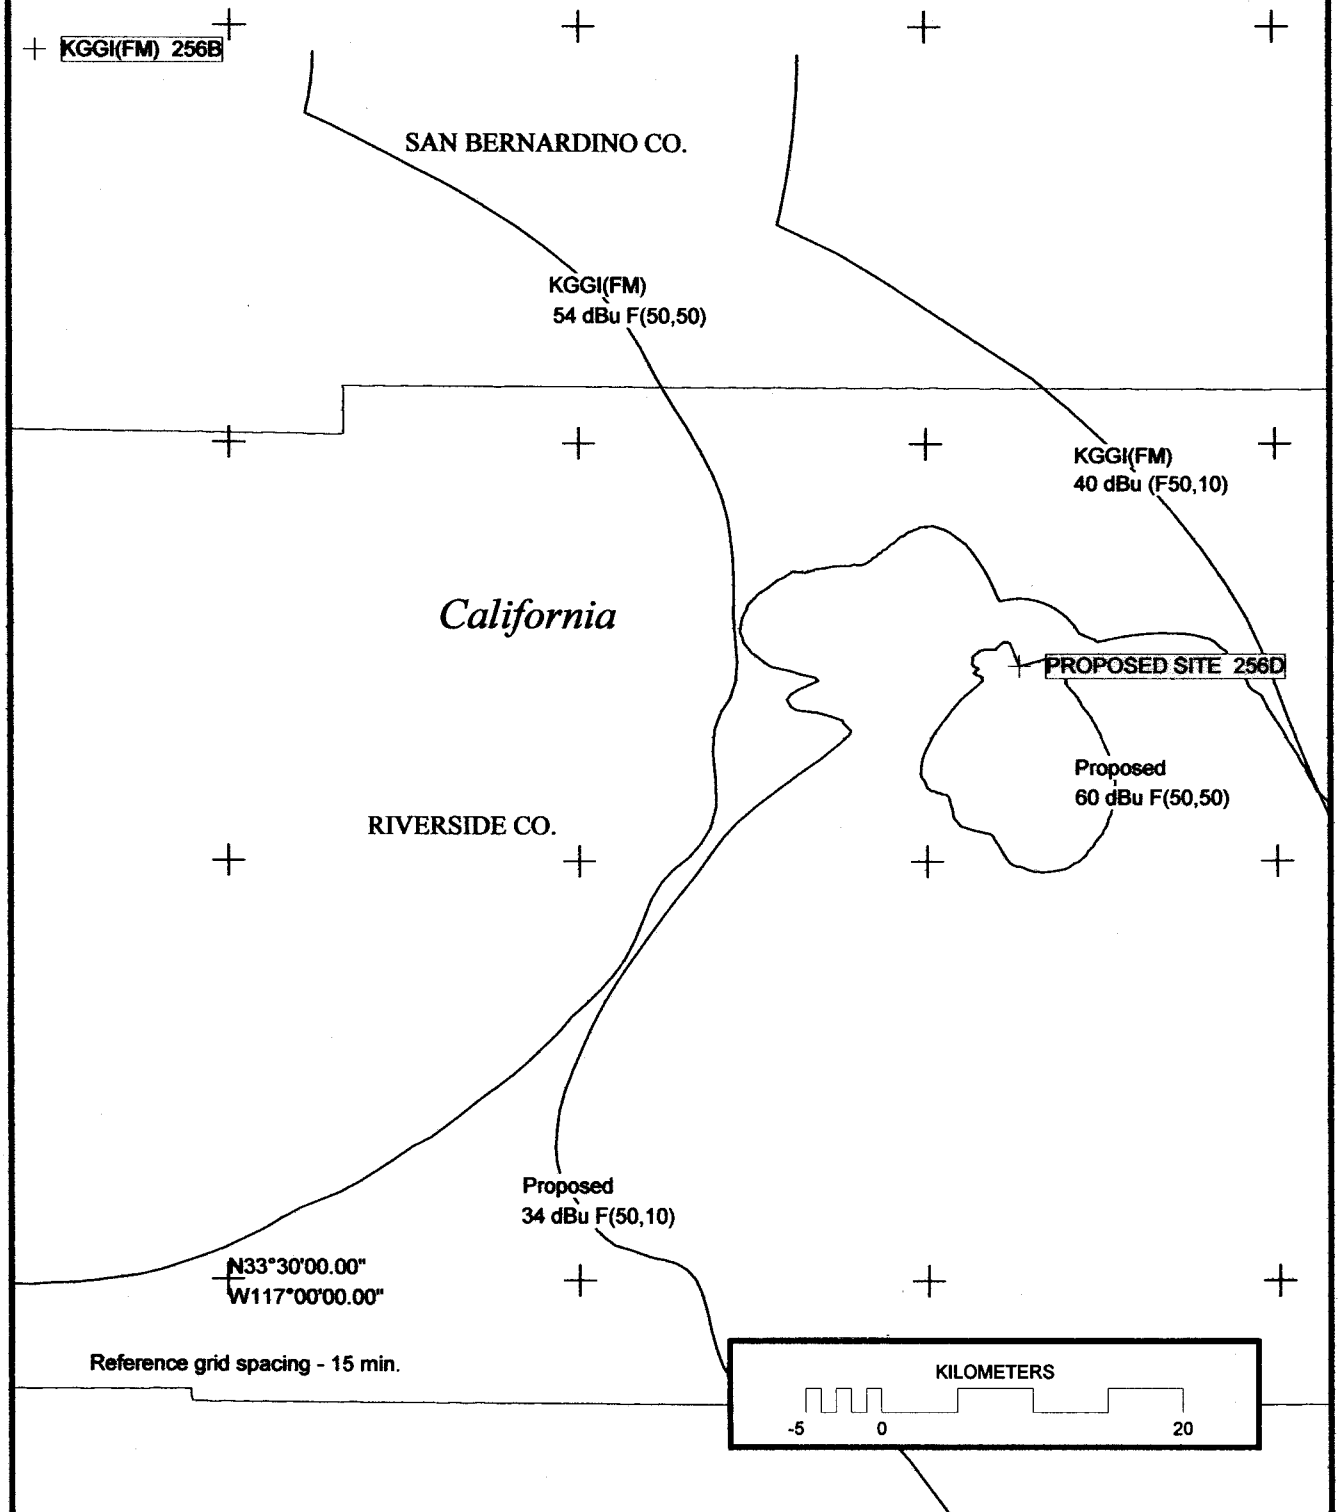 KGGI(FM) 256B
SAN BERNARDINO CO.
KGGI(FM)
54 dBu F(50,50)
KGGI(FM)
40 dBu (F50,10)
California
PROPOSED SITE 256D
Proposed
60 dBu F(50,50)
RIVERSIDE CO.
Proposed
34 dBu F(50,10)
N33°30'00.00"
W117°00'00.00"
Reference grid spacing - 15 min.
KILOMETERS
-5 0 20